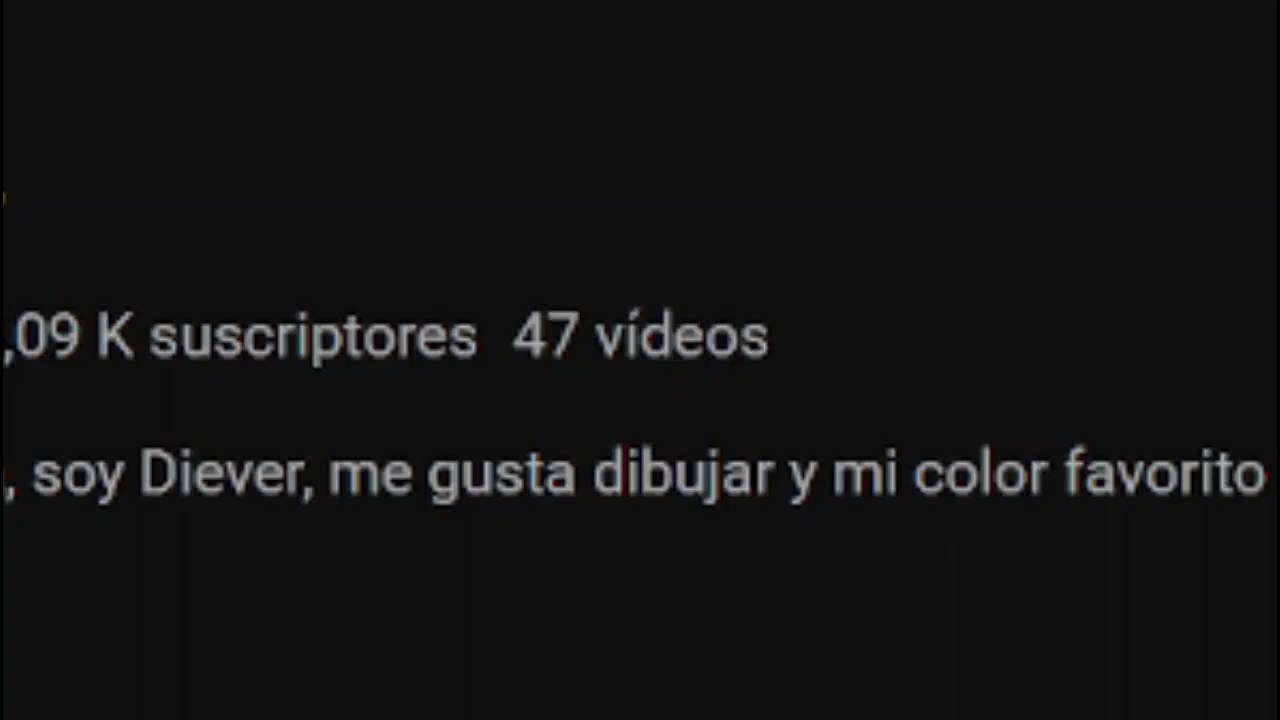 ,09 K suscriptores 47 vídeos
, soy Diever, me gusta dibujar y mi color favorito